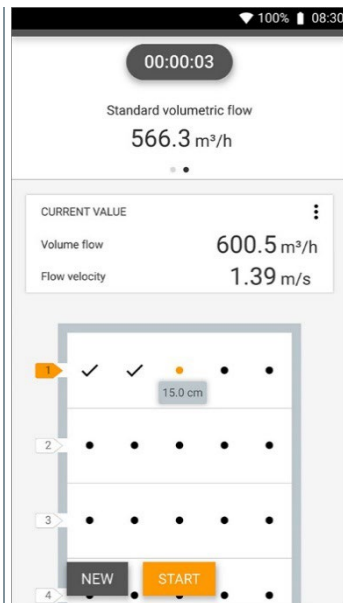 100% 08:30
00:00:03
Standard volumetric flow
566.3 m³/h
CURRENT VALUE
Volume flow 600.5 m³/h
Flow velocity 1.39 m/s
1
15.0 cm
2
3
NEW START
4